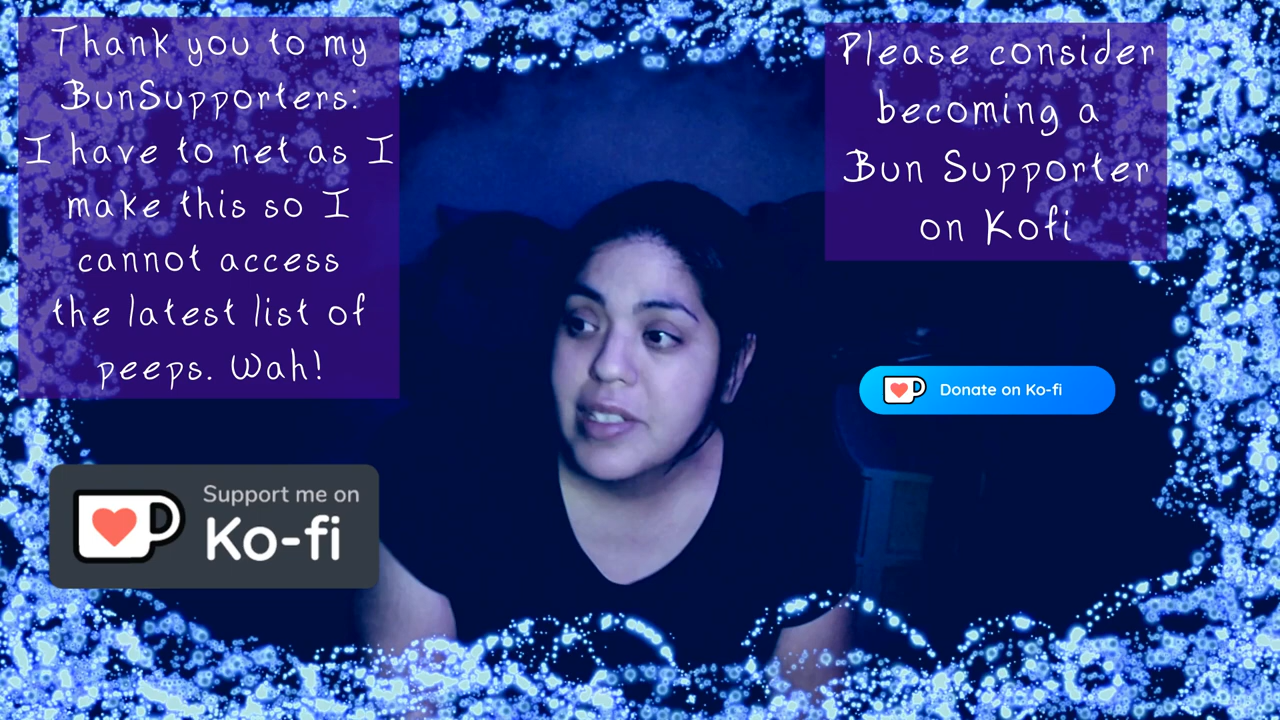 Thank you to my
BunSupporters:
I have to net as I
make this so I
cannot access
the latest list of
peeps. Wah!
Please consider
becoming a
Bun Supporter
on Kofi
Donate on Ko-fi
Support me on
Ko-fi